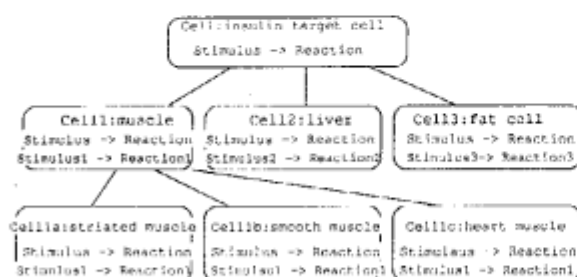 Cell:insulin target cell
Stimulus -> Reaction
Cell1:muscle
Stimulus -> Reaction
Stimulus1 -> Reaction1
Cell2:liver
Stimulus -> Reaction
Stimulus2 -> Reaction2
Cell3:fat cell
Stimulus -> Reaction
Stimulus3-> Reaction3
Cell1a:striated muscle
Stimulus -> Reaction
Stimulus1 -> Reaction1
Cell1b:smooth muscle
Stimulus -> Reaction
Stimulus1 -> Reaction1
Cell1c:heart muscle
Stimulus -> Reaction
Stimulus1 -> Reaction1